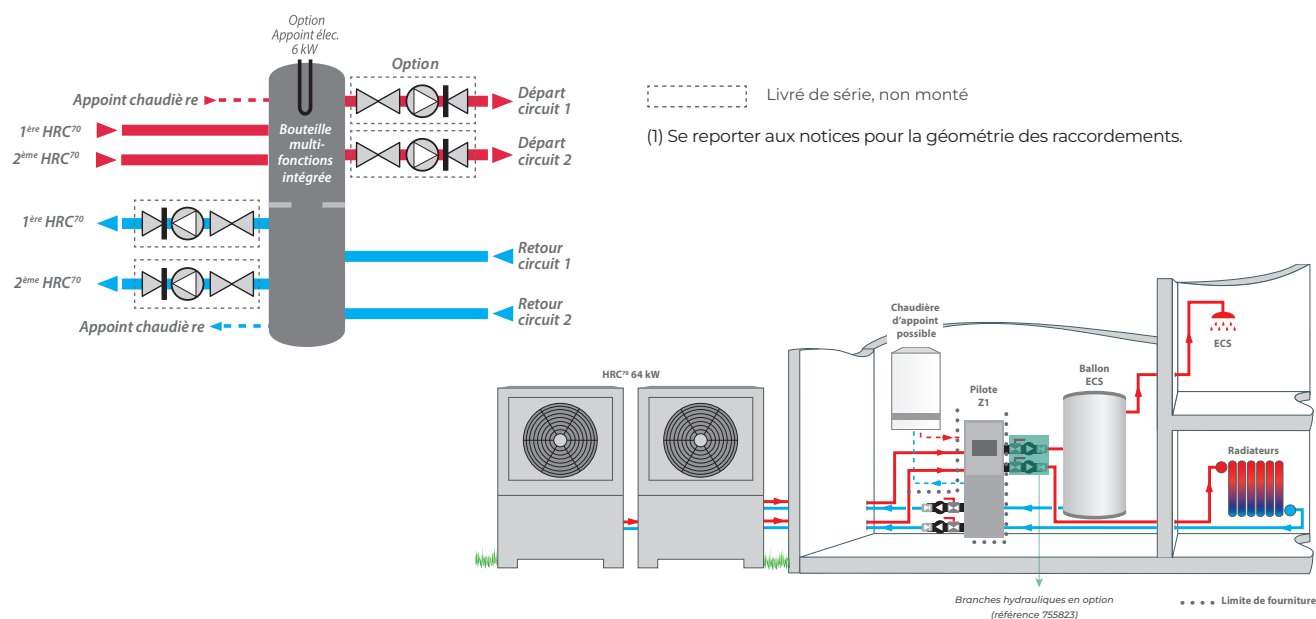 Option
Appoint élec.
6 kW
Option
Appoint chaudiè re
1ère HRC70
2ème HRC70
Bouteille
multi-
fonctions
intégrée
Départ
circuit 1
Départ
circuit 2
1ère HRC70
2ème HRC70
Appoint chaudiè re
Retour
circuit 1
Retour
circuit 2
Livré de série, non monté
(1) Se reporter aux notices pour la géométrie des raccordements.
HRC70 64 kW
Chaudière
d'appoint
possible
Pilote
Z1
Ballon
ECS
ECS
Radiateurs
Branches hydrauliques en option
(référence 755823)
Limite de fourniture